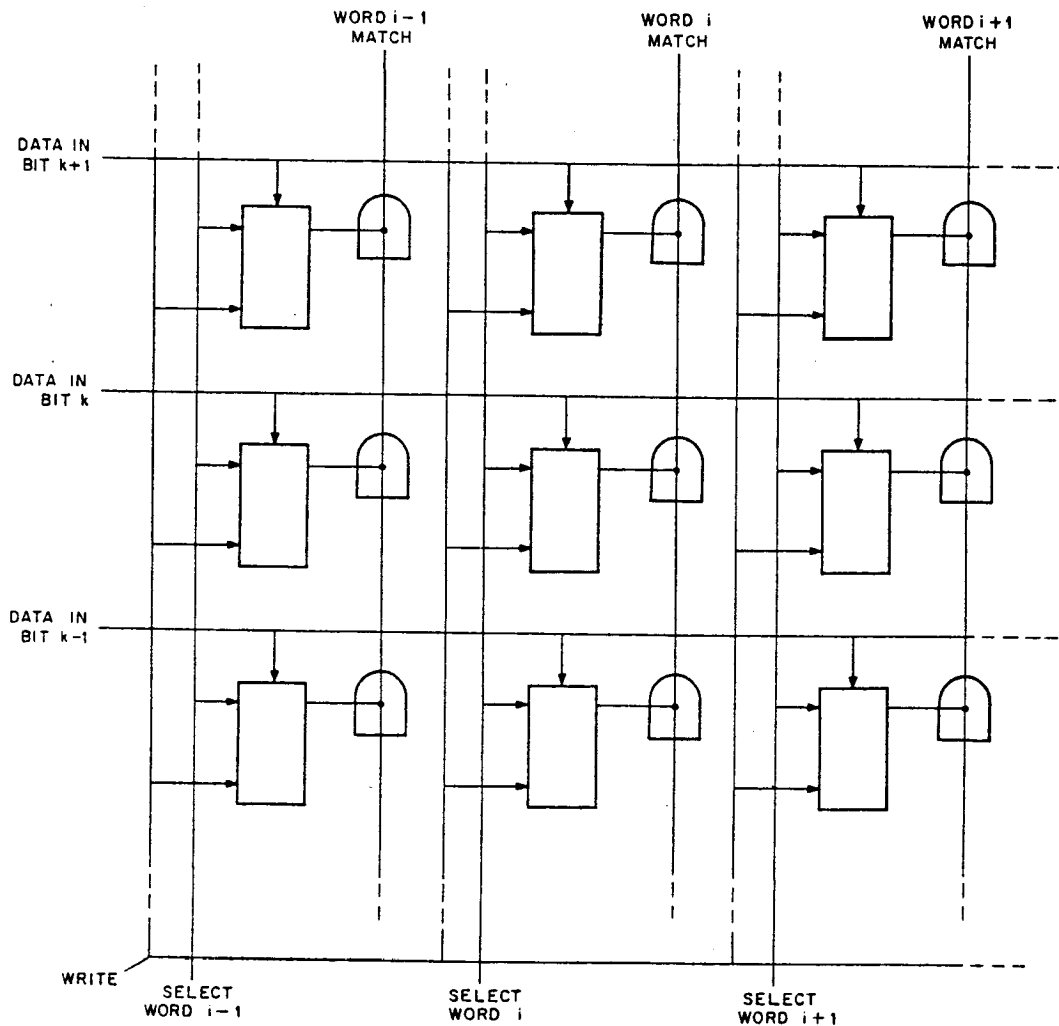 WORD i-1
MATCH
WORD i
MATCH
WORD i+1
MATCH
DATA IN
BIT k+1
DATA IN
BIT k
DATA IN
BIT k-1
WRITE
SELECT
WORD i-1
SELECT
WORD i
SELECT
WORD i+1